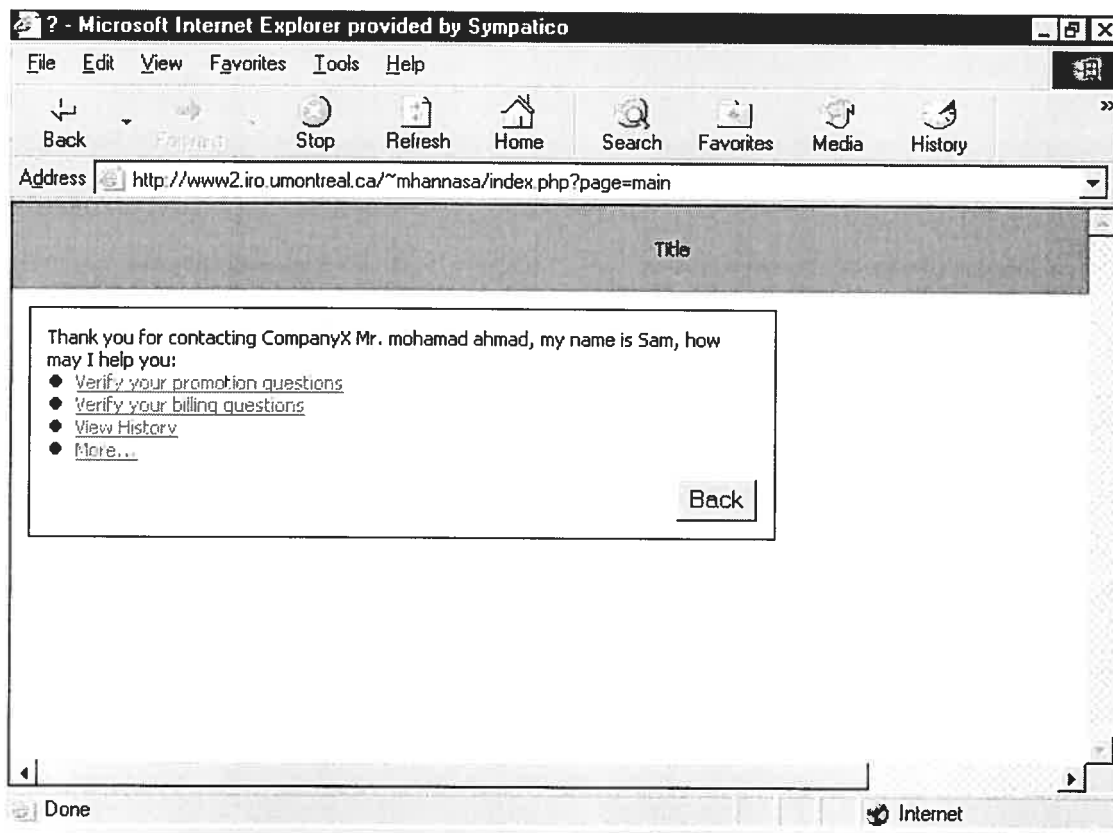 ? - Microsoft Internet Explorer provided by Sympatico
File Edit View Favorites Tools Help
Back Forward Stop Refresh Home Search Favorites Media History »
Address http://www2.iro.umontreal.ca/~mhannasa/index.php?page=main
Title
Thank you for contacting CompanyX Mr. mohamad ahmad, my name is Sam, how
may I help you:
● Verify your promotion questions
● Verify your billing questions
● View History
● More...
Back
Done Internet